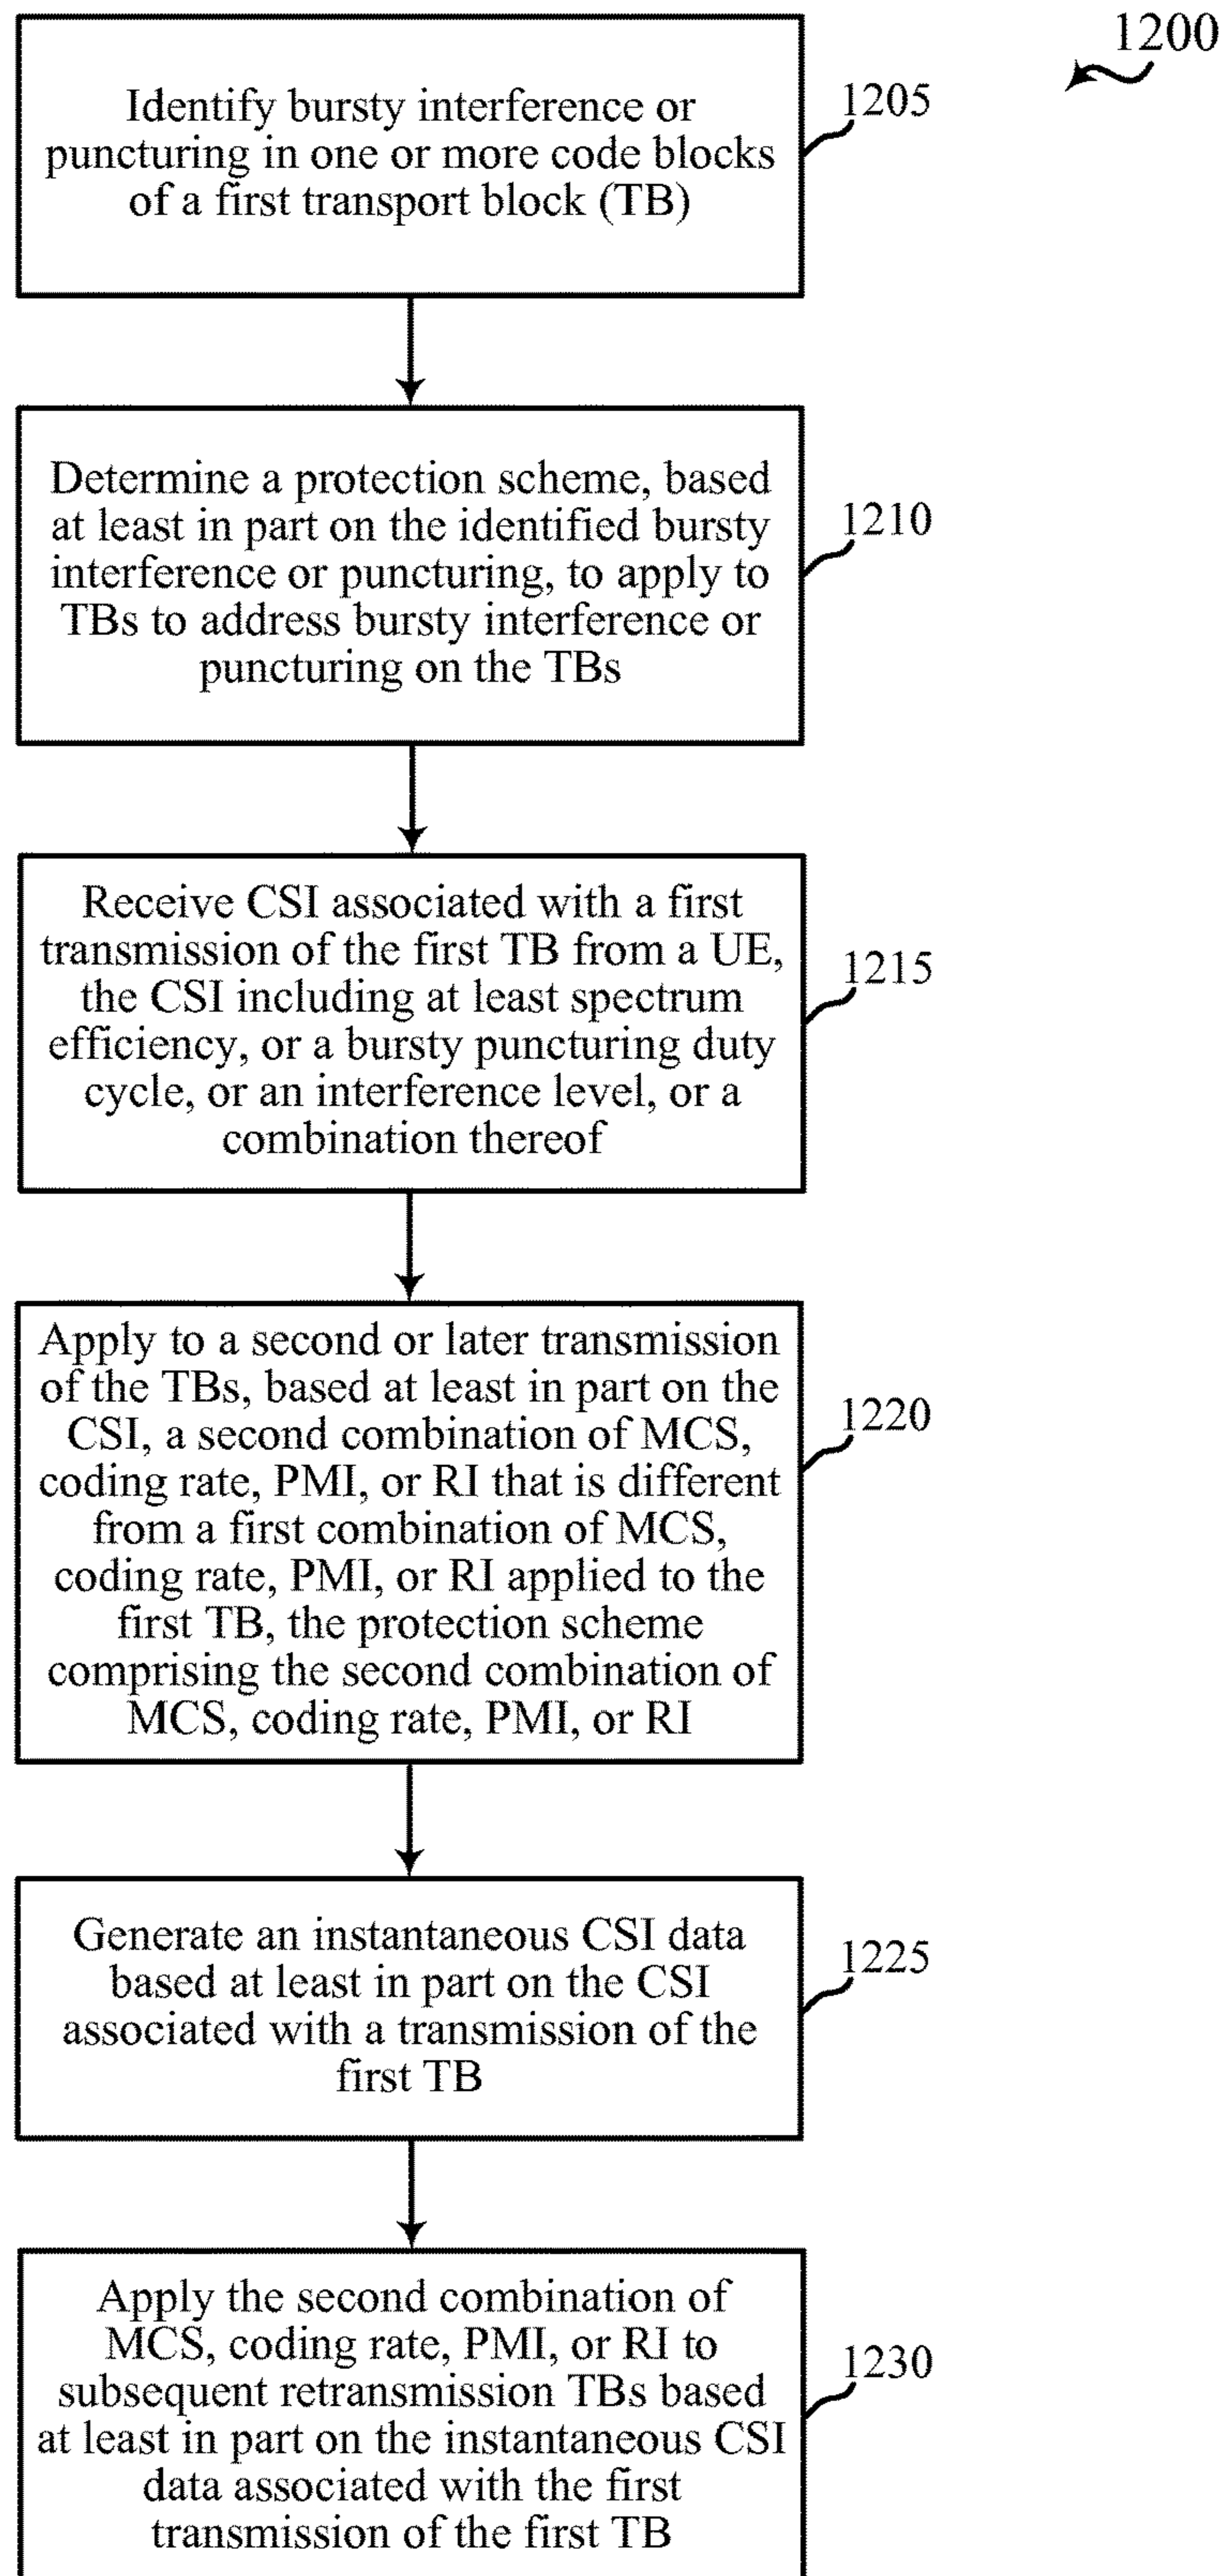 1200
Identify bursty interference or
puncturing in one or more code blocks
of a first transport block (TB)
1205
Determine a protection scheme, based
at least in part on the identified bursty
interference or puncturing, to apply to
TBs to address bursty interference or
puncturing on the TBs
1210
Receive CSI associated with a first
transmission of the first TB from a UE,
the CSI including at least spectrum
efficiency, or a bursty puncturing duty
cycle, or an interference level, or a
combination thereof
1215
Apply to a second or later transmission
of the TBs, based at least in part on the
CSI, a second combination of MCS,
coding rate, PMI, or RI that is different
from a first combination of MCS,
coding rate, PMI, or RI applied to the
first TB, the protection scheme
comprising the second combination of
MCS, coding rate, PMI, or RI
1220
Generate an instantaneous CSI data
based at least in part on the CSI
associated with a transmission of the
first TB
1225
Apply the second combination of
MCS, coding rate, PMI, or RI to
subsequent retransmission TBs based
at least in part on the instantaneous CSI
data associated with the first
transmission of the first TB
1230